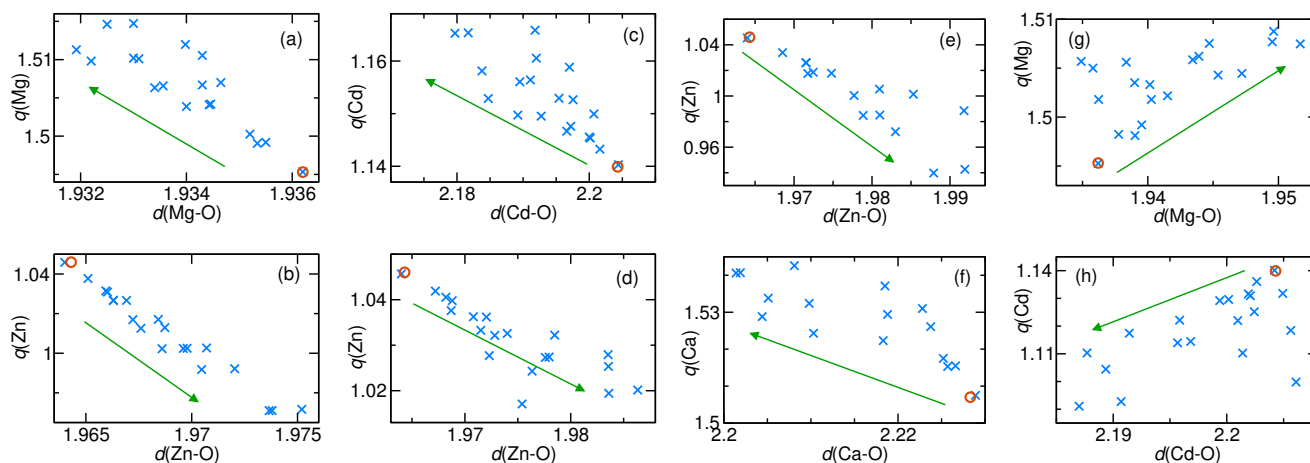 (a)
q(Mg)
1.51
1.5
1.932
1.934
1.936
d(Mg-O)
(c)
q(Cd)
1.16
1.14
2.18
2.2
d(Cd-O)
(e)
q(Zn)
1.04
1
0.96
1.97
1.98
1.99
d(Zn-O)
(g)
q(Mg)
1.51
1.5
1.94
1.95
d(Mg-O)
(b)
q(Zn)
1.04
1
1.965
1.97
1.975
d(Zn-O)
(d)
q(Zn)
1.04
1.02
1.97
1.98
d(Zn-O)
(f)
q(Ca)
1.53
1.5
2.2
2.22
d(Ca-O)
(h)
q(Cd)
1.14
1.11
2.19
2.2
d(Cd-O)